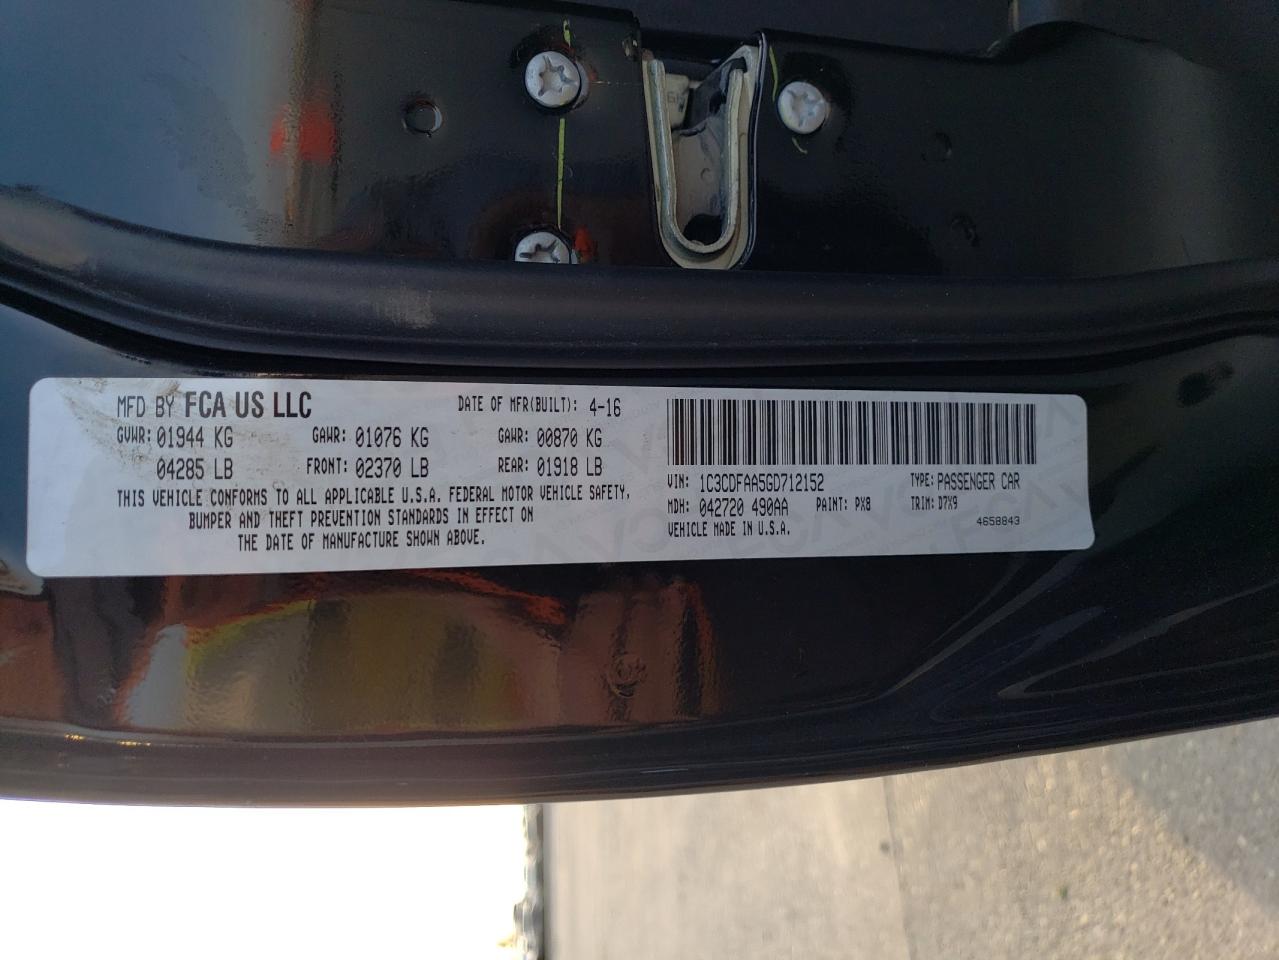 MFD BY FCA US LLC DATE OF MFR(BUILT): 4-16
GVWR: 01944 KG GAWR: 01076 KG GAWR: 00870 KG
04285 LB FRONT: 02370 LB REAR: 01918 LB
THIS VEHICLE CONFORMS TO ALL APPLICABLE U.S.A. FEDERAL MOTOR VEHICLE SAFETY,
BUMPER AND THEFT PREVENTION STANDARDS IN EFFECT ON
THE DATE OF MANUFACTURE SHOWN ABOVE.
VIN: 1C3CDFAA5GD712152 TYPE: PASSENGER CAR
MDH: 042720 490AA PAINT: PX8 TRIM: D7X9
VEHICLE MADE IN U.S.A. 4658843